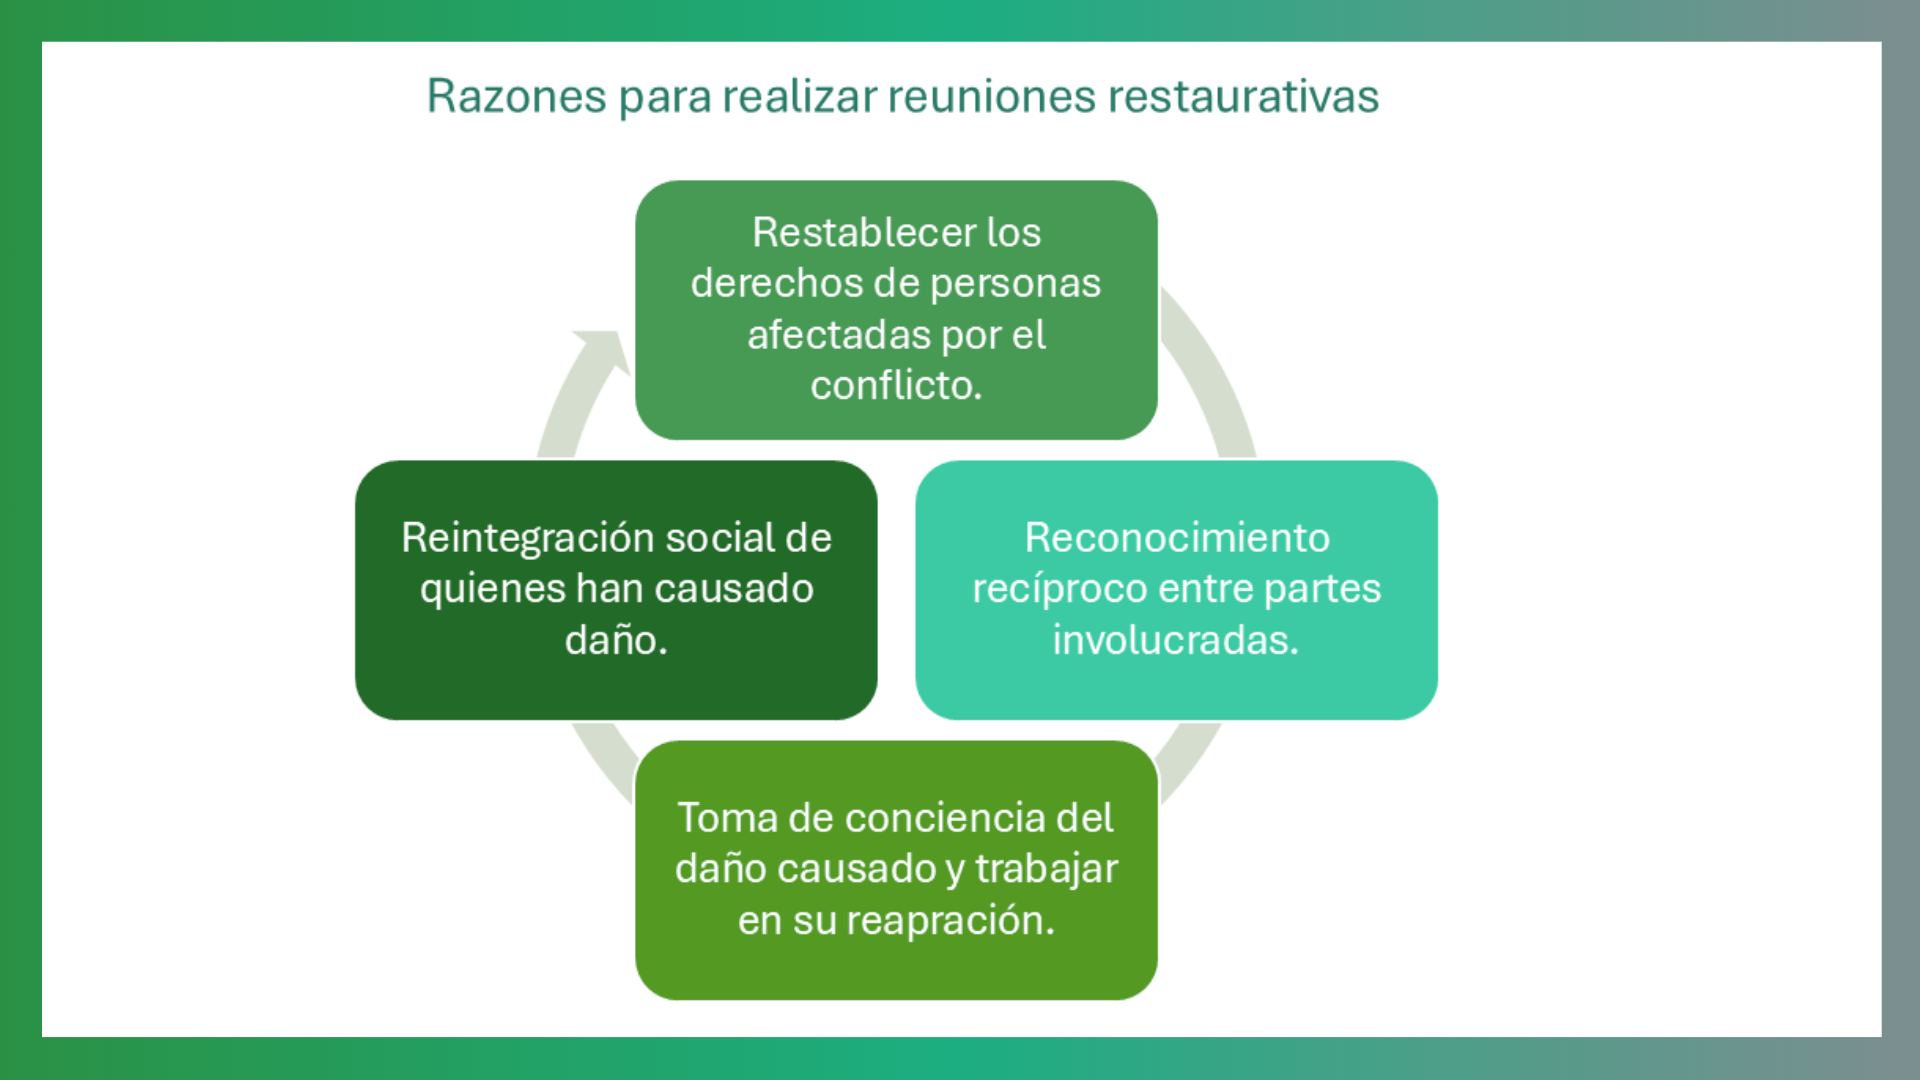 Razones para realizar reuniones restaurativas
Restablecer los
derechos de personas
afectadas por el
conflicto.
Reconocimiento
recíproco entre partes
involucradas.
Toma de conciencia del
daño causado y trabajar
en su reapración.
Reintegración social de
quienes han causado
daño.